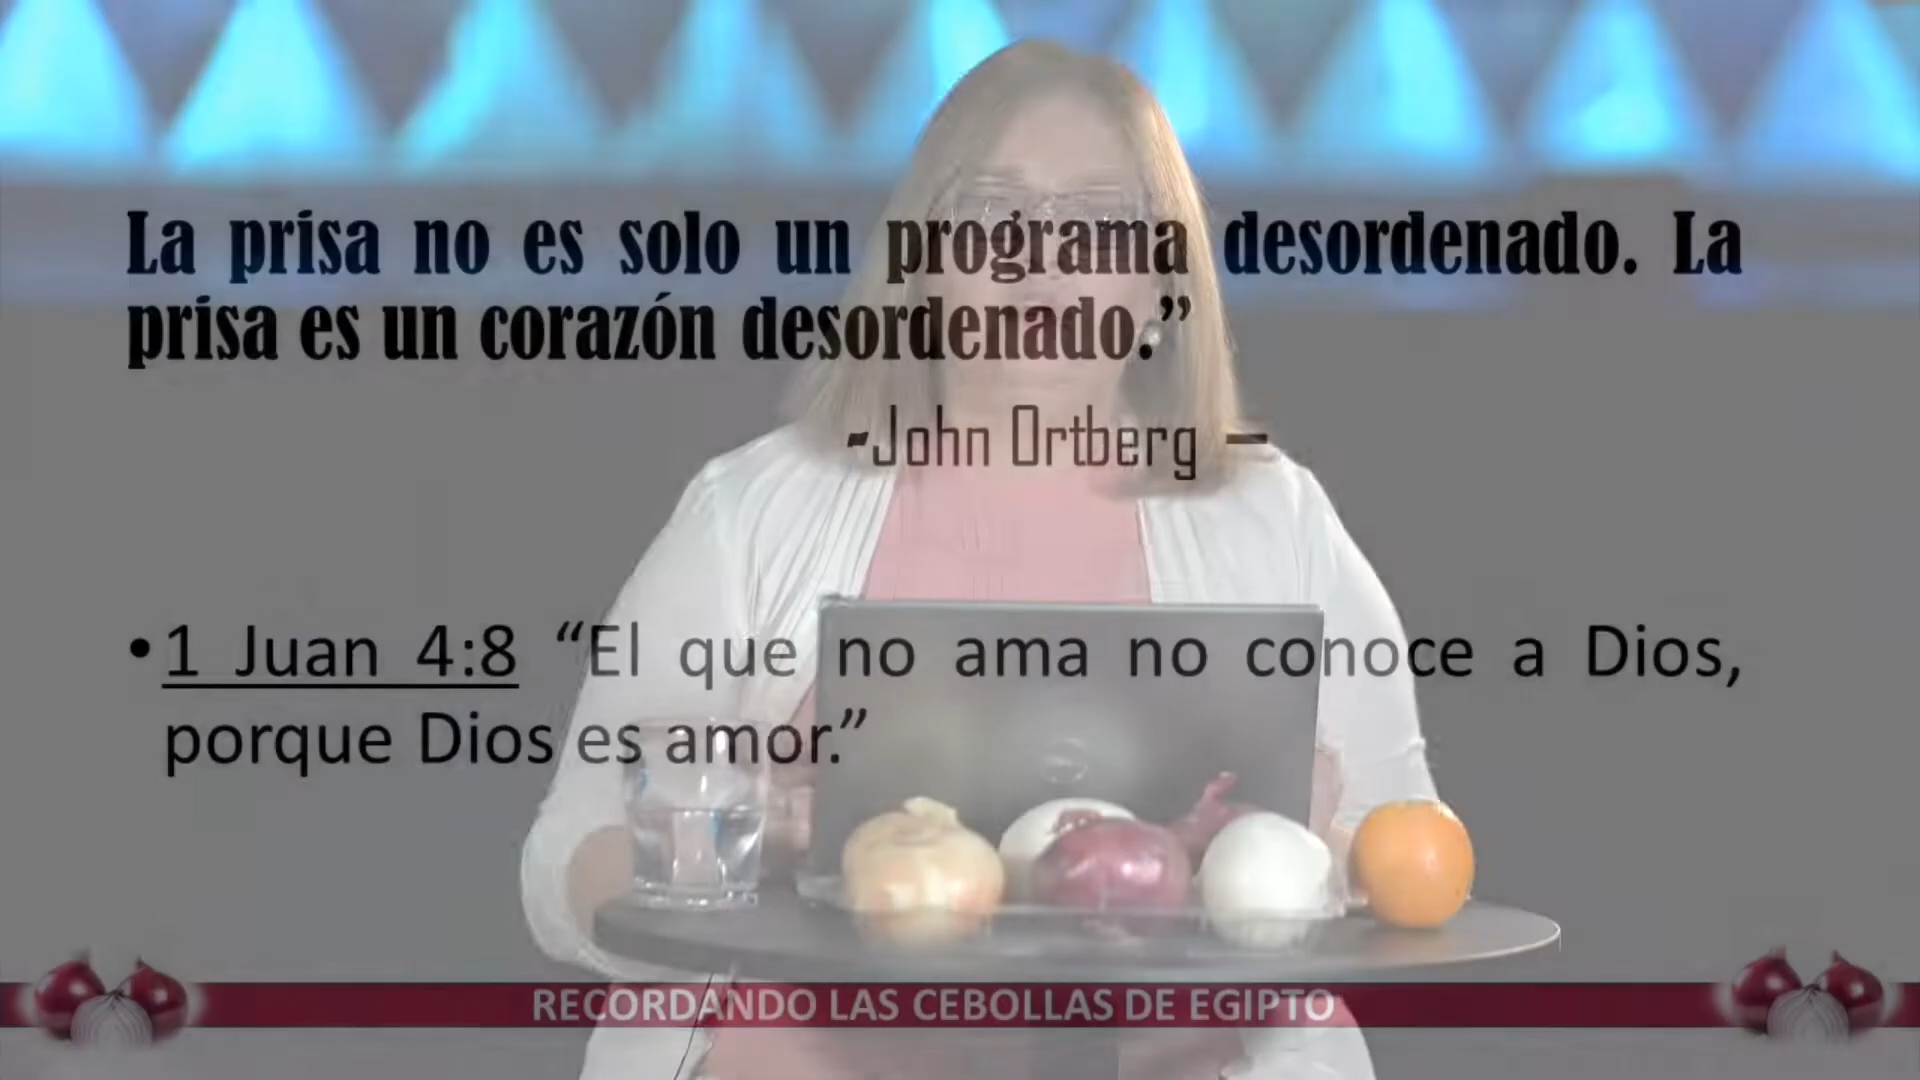 La prisa no es solo un programa desordenado. La
prisa es un corazón desordenado.”
-John Ortberg –
•1 Juan 4:8 “El que no ama no conoce a Dios,
porque Dios es amor.”
RECORDANDO LAS CEBOLLAS DE EGIPTO